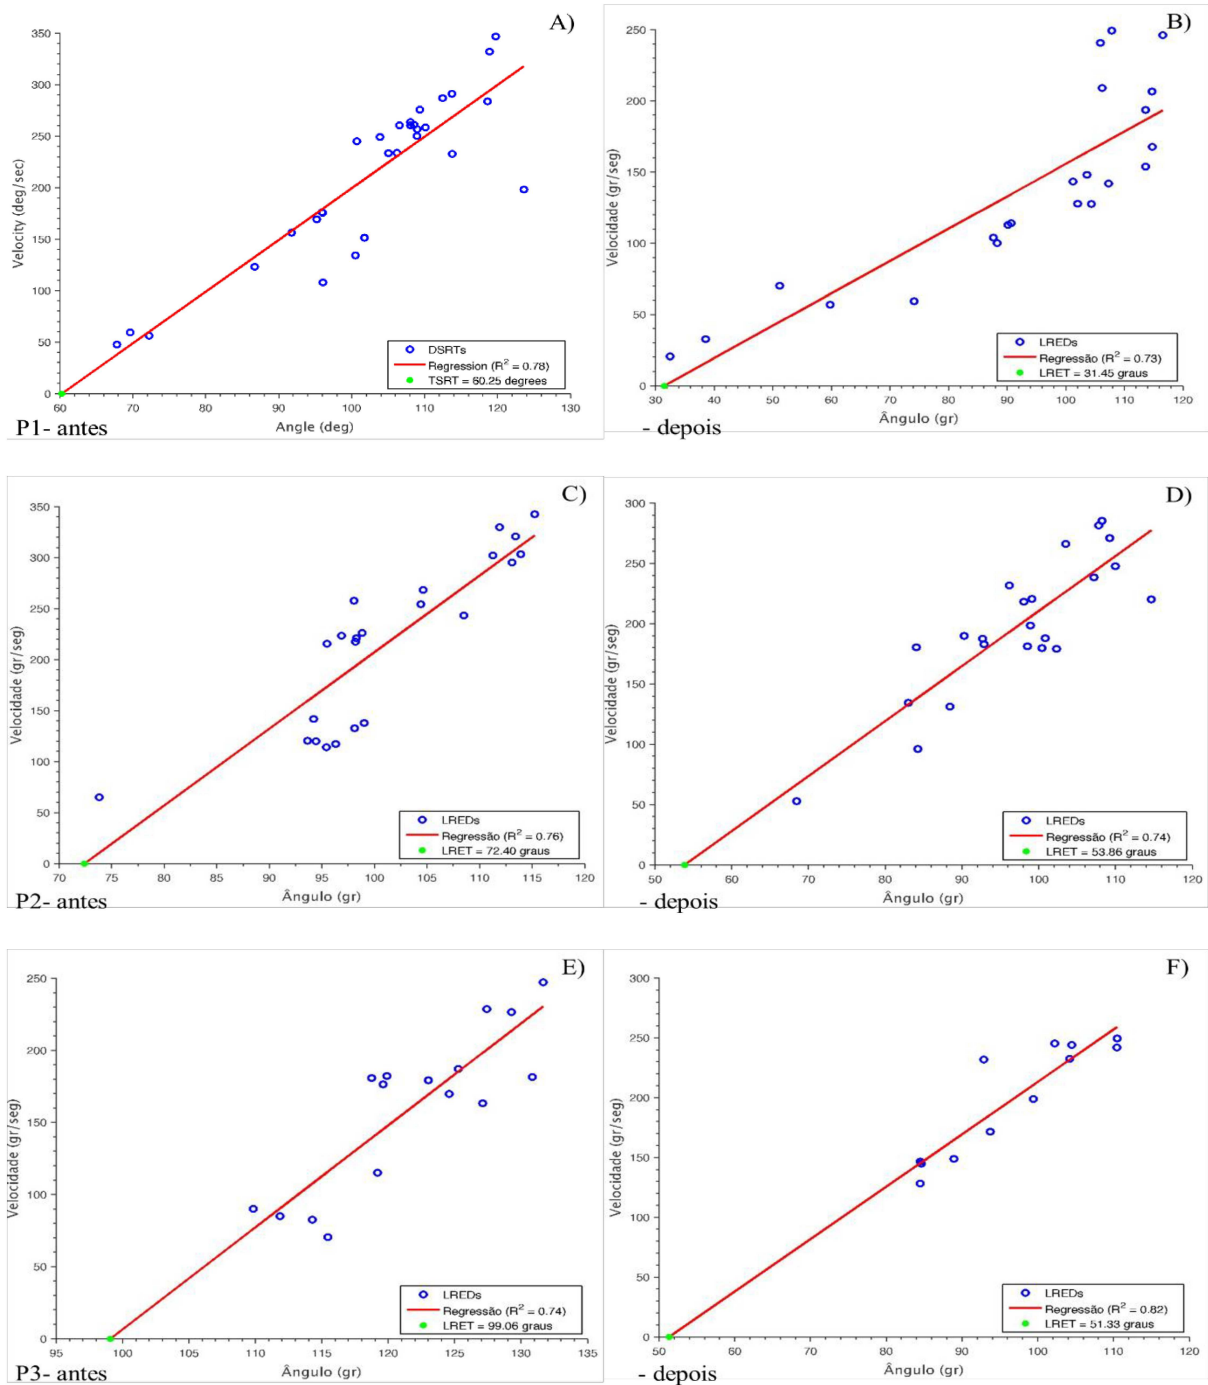 A)
350
300
250
200
150
100
50
0
Velocity (deg/sec)
DSRTs
Regression (R² = 0.78)
TSRT = 60.25 degrees
60 70 80 90 100 110 120 130
Angle (deg)
P1- antes
B)
250
200
150
100
50
0
Velocidade (gr/seg)
LREDs
Regressão (R² = 0.73)
LRET = 31.45 graus
30 40 50 60 70 80 90 100 110 120
Ângulo (gr)
- depois
C)
350
300
250
200
150
100
50
0
Velocidade (gr/seg)
LREDs
Regressão (R² = 0.76)
LRET = 72.40 graus
70 75 80 85 90 95 100 105 110 115 120
Ângulo (gr)
P2- antes
D)
300
250
200
150
100
50
0
Velocidade (gr/seg)
LREDs
Regressão (R² = 0.74)
LRET = 53.86 graus
50 60 70 80 90 100 110 120
Ângulo (gr)
- depois
E)
250
200
150
100
50
0
Velocidade (gr/seg)
LREDs
Regressão (R² = 0.74)
LRET = 99.06 graus
95 100 105 110 115 120 125 130 135
Ângulo (gr)
P3- antes
F)
300
250
200
150
100
50
0
Velocidade (gr/seg)
LREDs
Regressão (R² = 0.82)
LRET = 51.33 graus
50 60 70 80 90 100 110 120
Ângulo (gr)
- depois